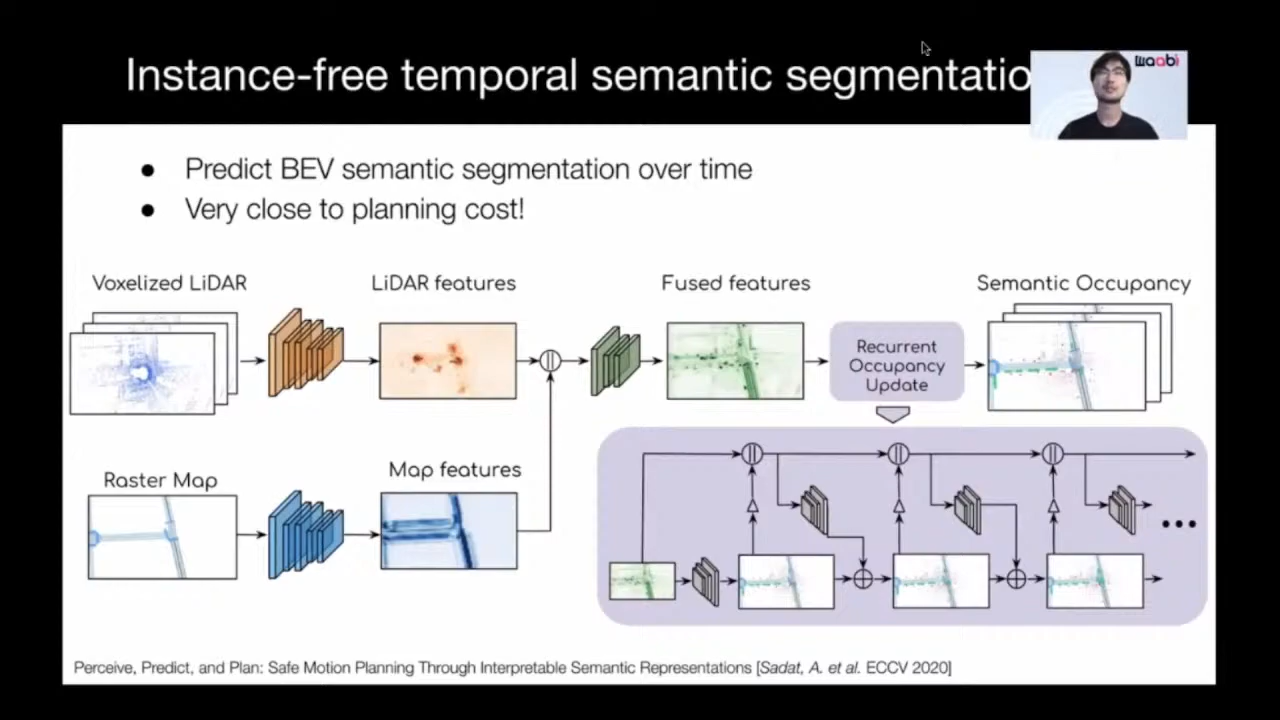 Instance-free temporal semantic segmentatio
waabi
● Predict BEV semantic segmentation over time
● Very close to planning cost!
Voxelized LiDAR
LiDAR features
Fused features
Semantic Occupancy
Recurrent
Occupancy
Update
Raster Map
Map features
Perceive, Predict, and Plan: Safe Motion Planning Through Interpretable Semantic Representations [Sadat, A. et al. ECCV 2020]